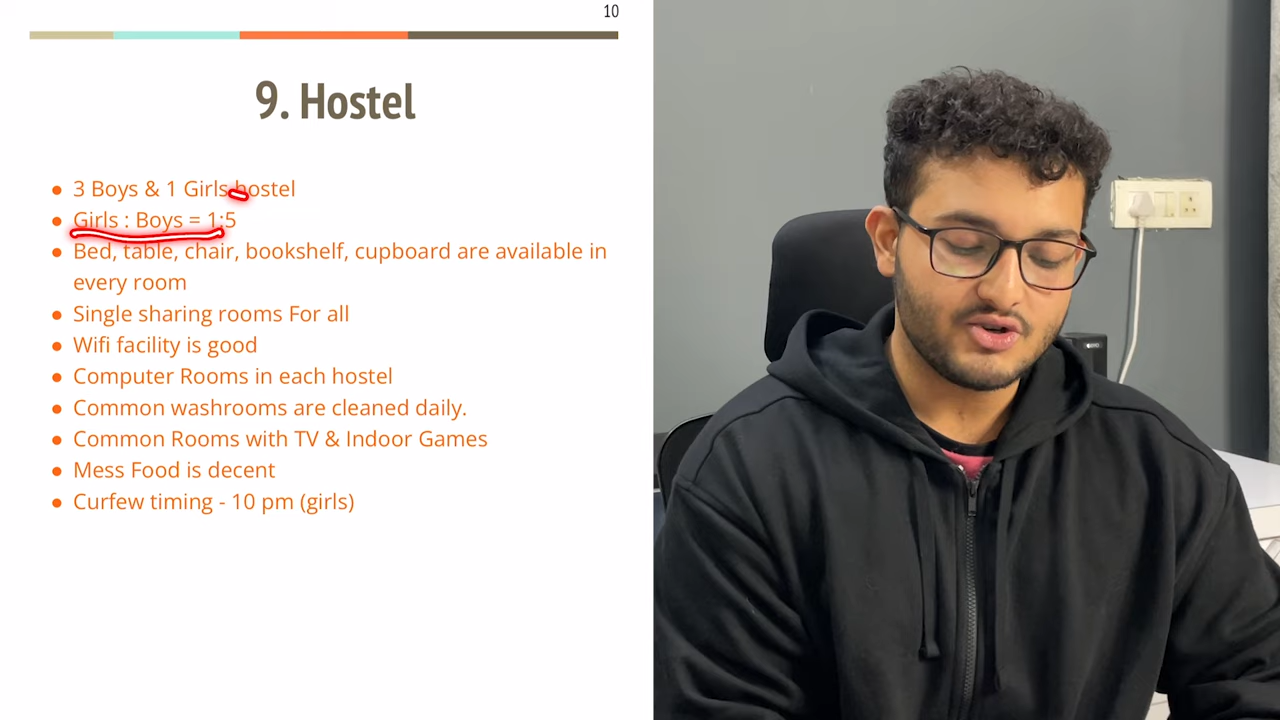 10
9. Hostel
● 3 Boys & 1 Girls hostel
● Girls : Boys = 1:5
● Bed, table, chair, bookshelf, cupboard are available in
every room
● Single sharing rooms For all
● Wifi facility is good
● Computer Rooms in each hostel
● Common washrooms are cleaned daily.
● Common Rooms with TV & Indoor Games
● Mess Food is decent
● Curfew timing - 10 pm (girls)